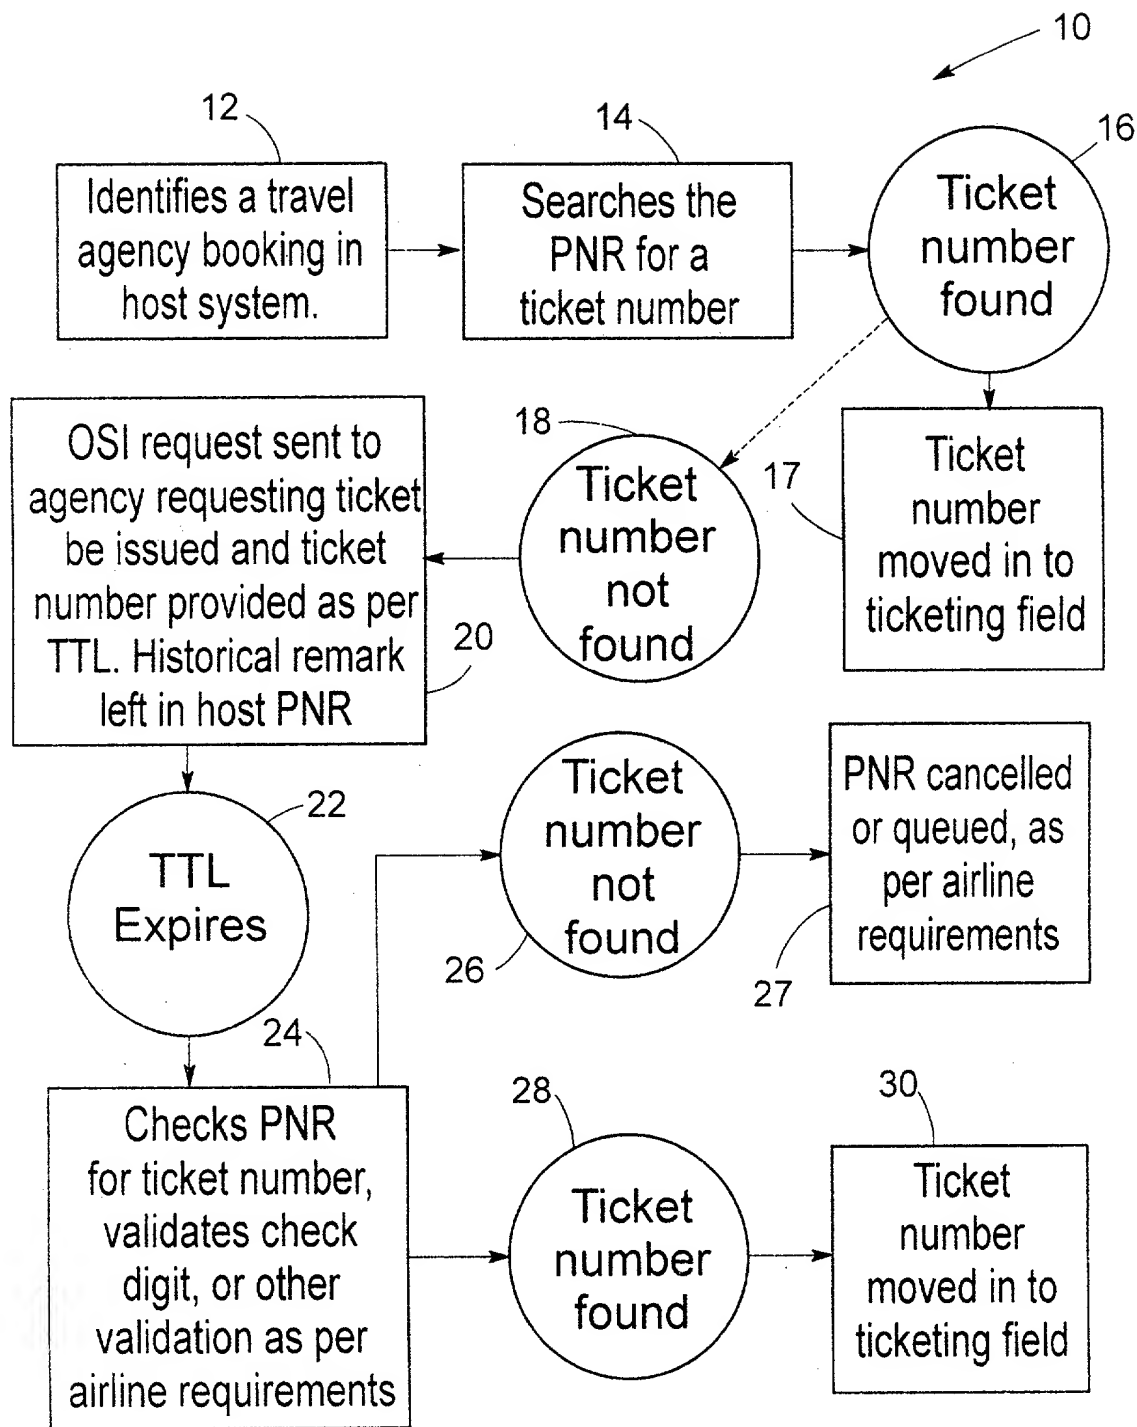 10
12
Identifies a travel
agency booking in
host system.
14
Searches the
PNR for a
ticket number
16
Ticket
number
found
17
Ticket
number
moved in to
ticketing field
18
Ticket
number
not
found
OSI request sent to
agency requesting ticket
be issued and ticket
number provided as per
TTL. Historical remark
left in host PNR
20
22
TTL
Expires
24
Checks PNR
for ticket number,
validates check
digit, or other
validation as per
airline requirements
Ticket
number
not
found
26
PNR cancelled
or queued, as
per airline
requirements
27
28
Ticket
number
found
30
Ticket
number
moved in to
ticketing field